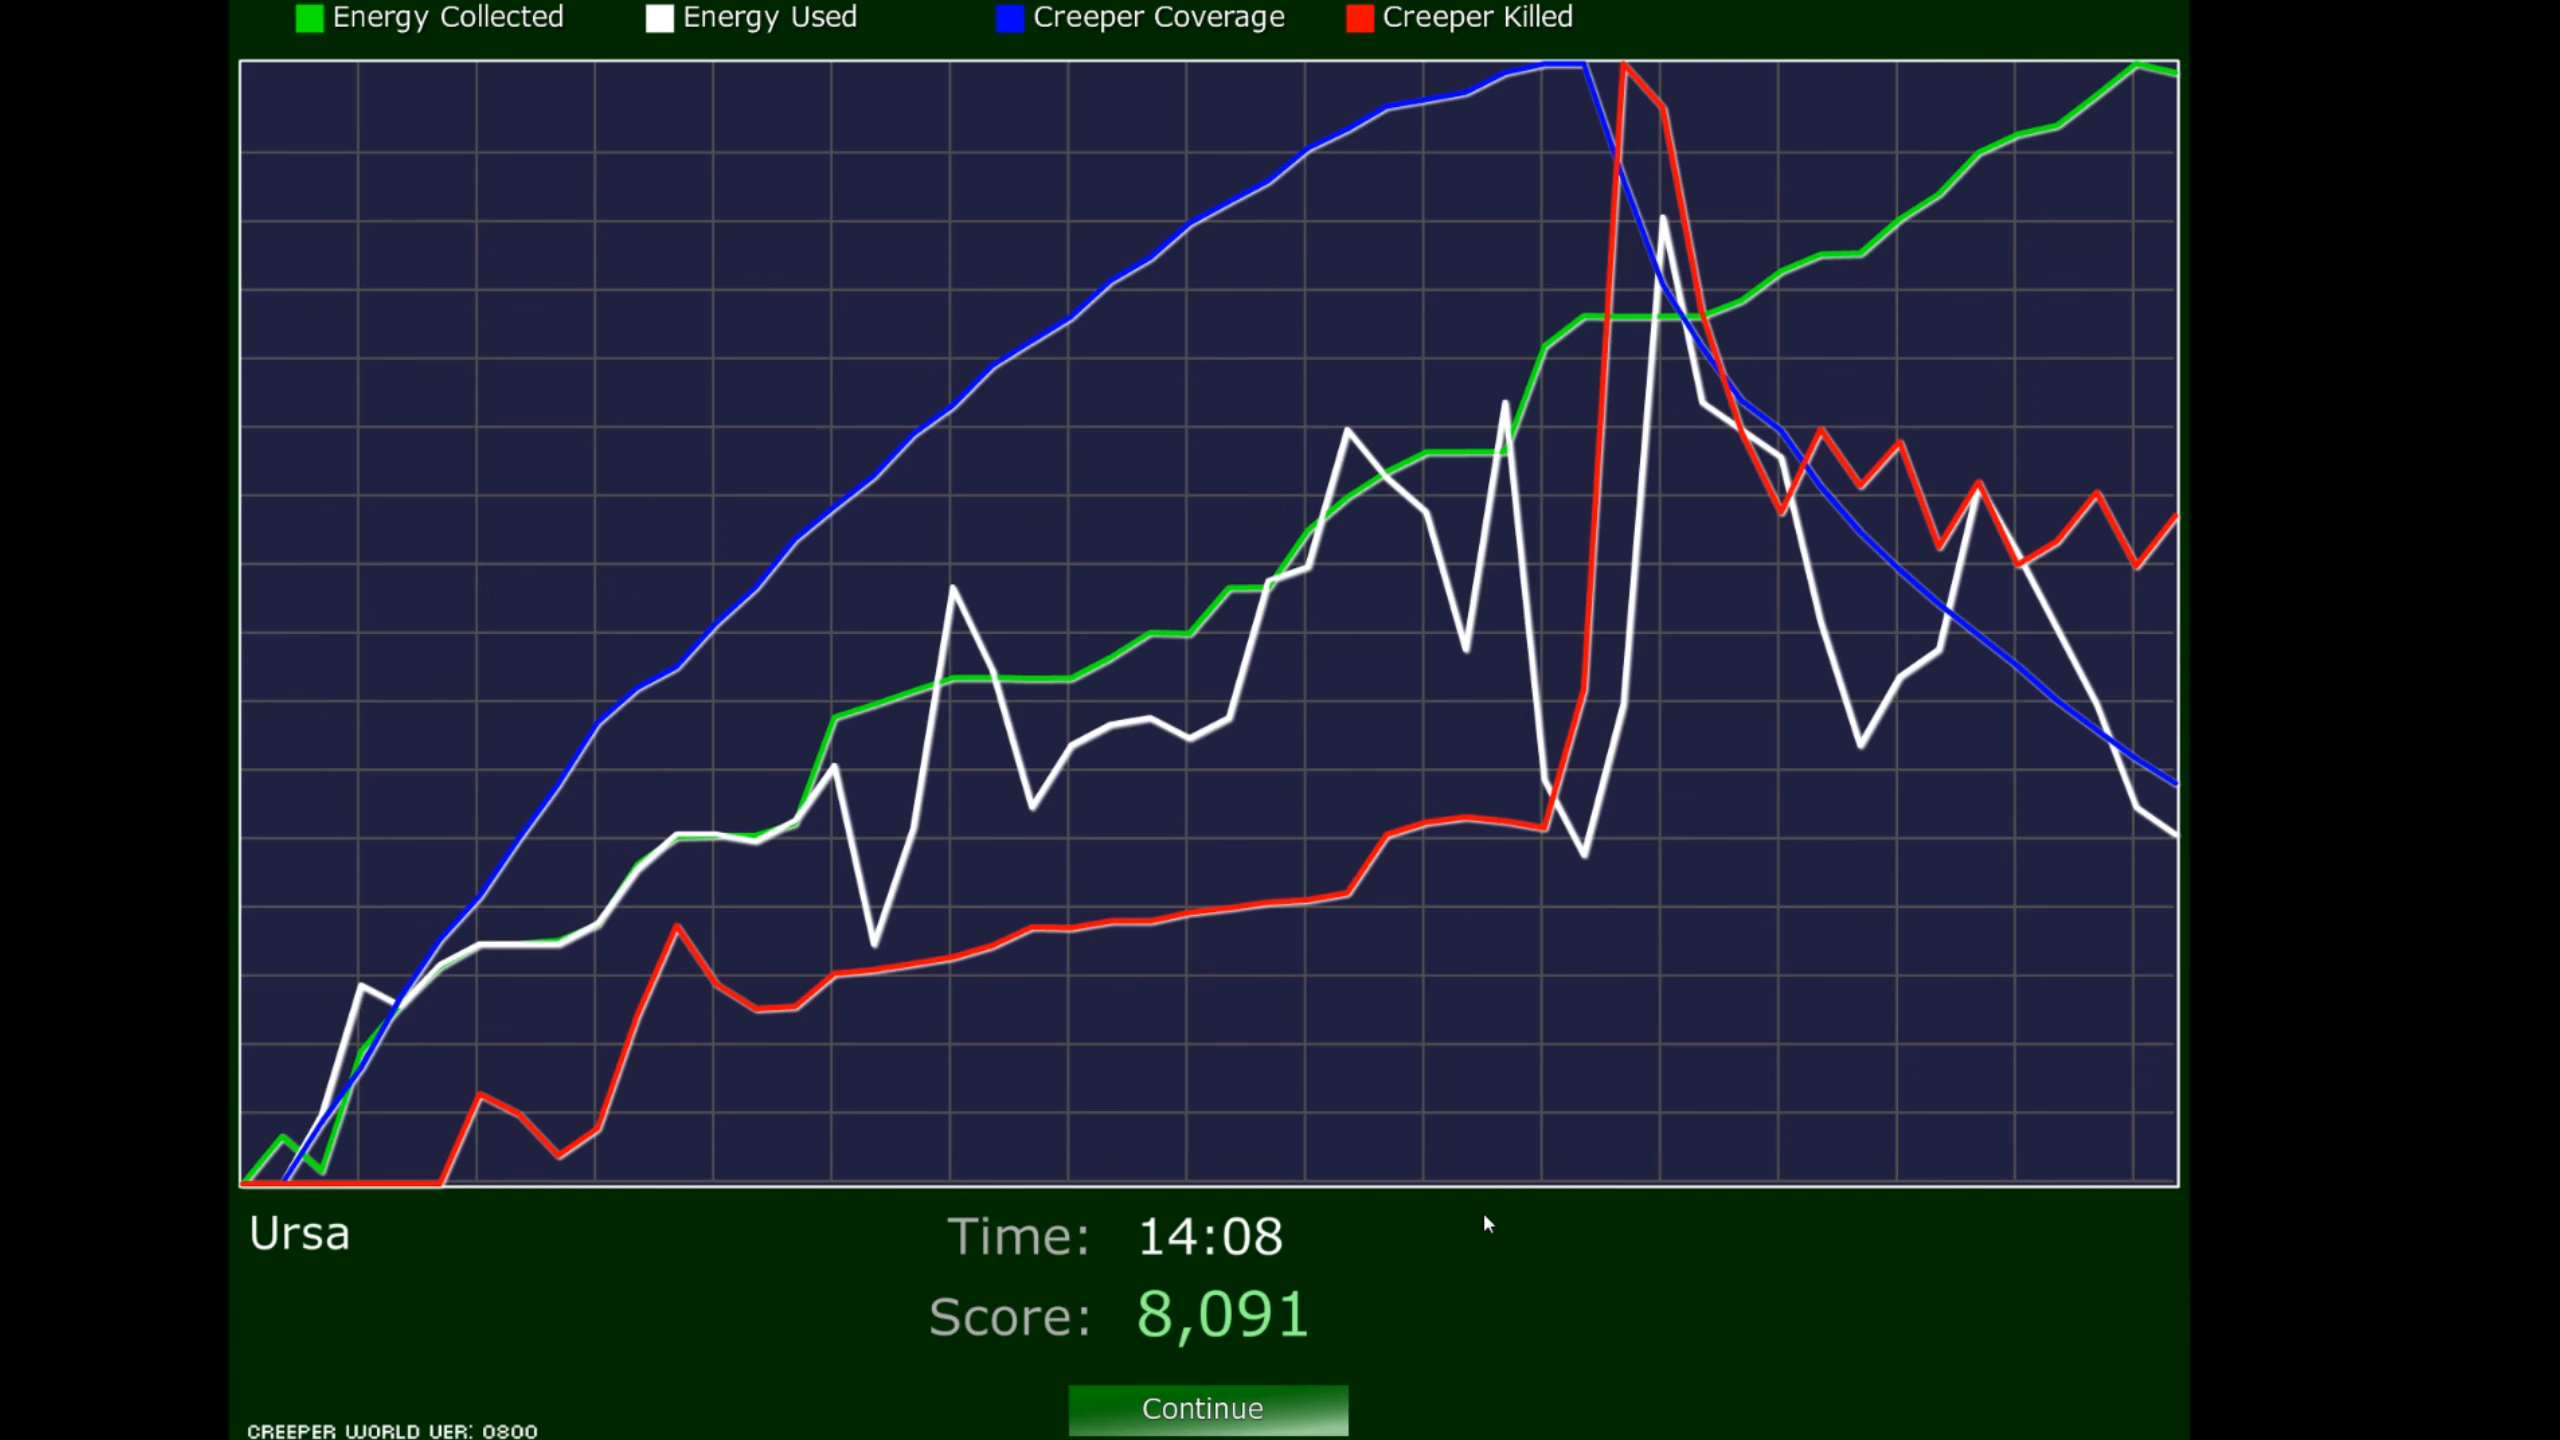 Energy Collected Energy Used Creeper Coverage Creeper Killed
Ursa
Time: 14:08
Score: 8,091
Continue
CREEPER WORLD VER: 0800